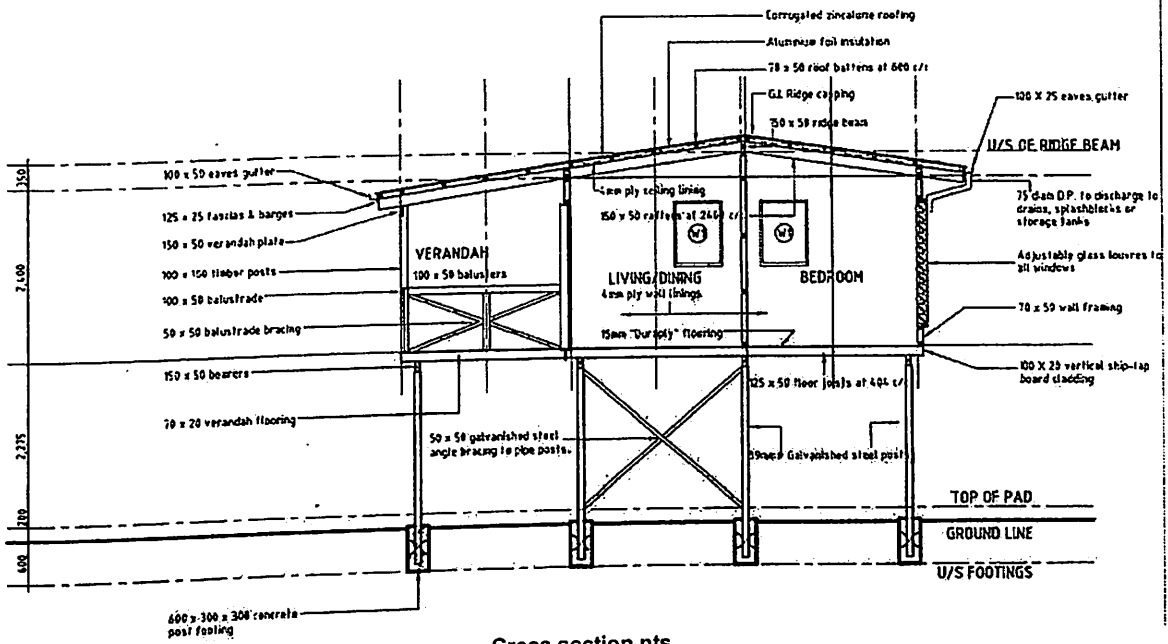 Corrugated zincalume roofing
Aluminium foil insulation
70 x 50 roof battens at 600 c/c
G.I. Ridge capping
150 x 50 ridge beam
100 X 25 eaves gutter
U/S OF RIDGE BEAM
350
100 x 50 eaves gutter
4mm ply ceiling lining
125 x 25 fascias & barges
150 x 50 rafters at c/c
75 diam D.P. to discharge to
drains, splashblocks or
storage tanks
150 x 50 verandah plate
W1
VERANDAH
100 x 50 balusters
Adjustable glass louvres to
all windows
2,400
100 x 150 timber posts
LIVING/DINING
BEDROOM
100 x 50 balustrade
4mm ply wall linings
70 x 50 wall framing
50 x 50 balustrade bracing
15mm "Duraply" flooring
150 x 50 bearers
125 x 50 floor joists at c/c
100 X 25 vertical ship-lap
board cladding
70 x 20 verandah flooring
2,275
50 x 50 galvanished steel
angle bracing to pipe posts.
Galvanished steel posts
TOP OF PAD
200
GROUND LINE
600
U/S FOOTINGS
600 x 300 x 300 concrete
post footing
Cross section nts